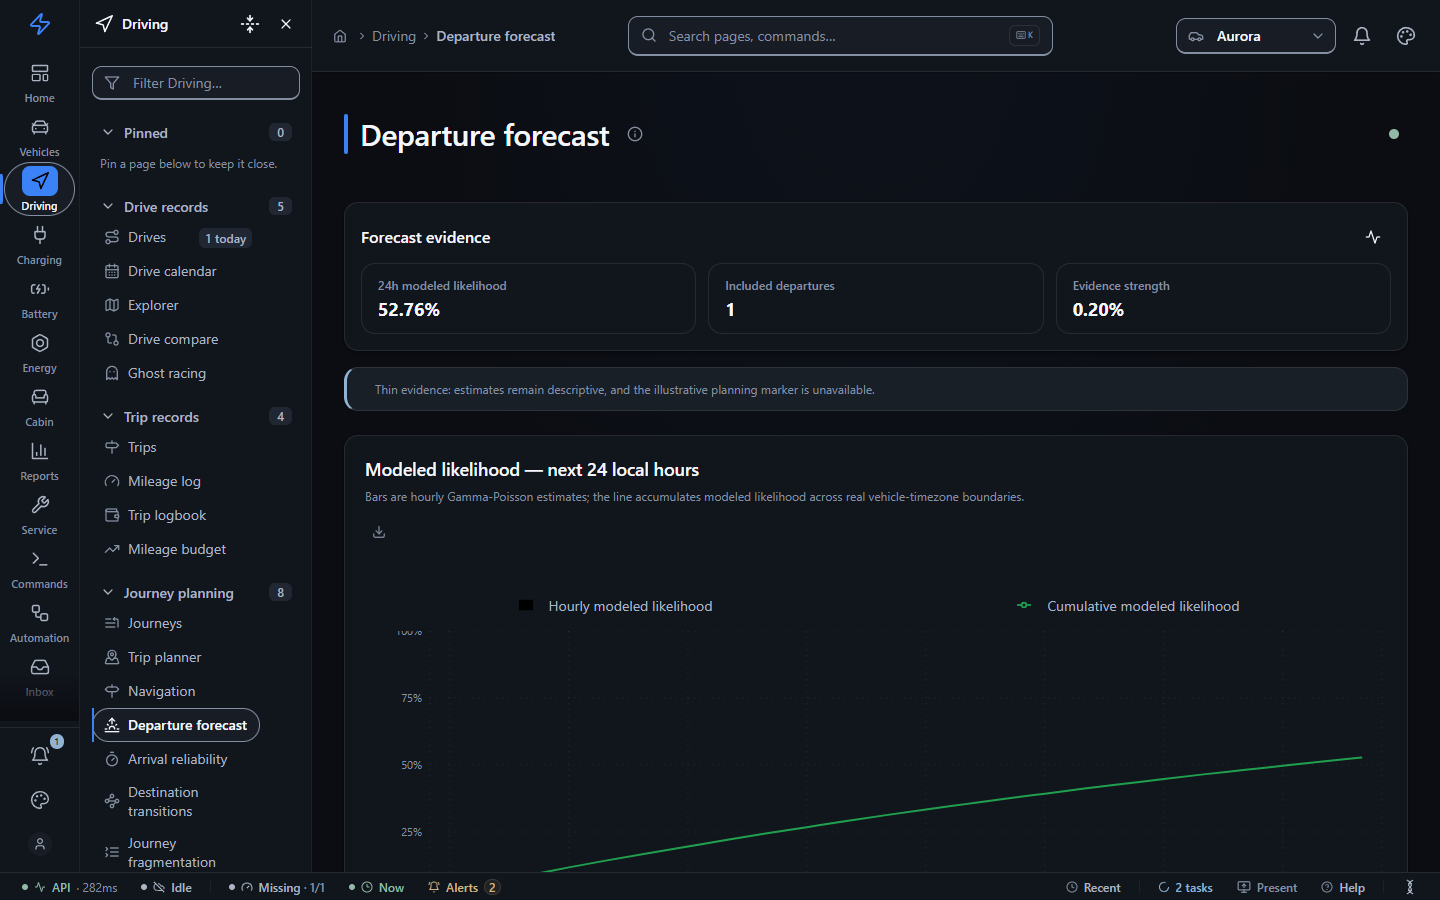 Driving
Driving
Departure forecast
Search pages, commands...
K
Aurora
Home
Vehicles
Driving
Charging
Battery
Energy
Cabin
Reports
Service
Commands
Automation
Inbox
1
Filter Driving...
Pinned
0
Pin a page below to keep it close.
Drive records
5
Drives
1 today
Drive calendar
Explorer
Drive compare
Ghost racing
Trip records
4
Trips
Mileage log
Trip logbook
Mileage budget
Journey planning
8
Journeys
Trip planner
Navigation
Departure forecast
Arrival reliability
Destination
transitions
Journey
fragmentation
Departure forecast
Forecast evidence
24h modeled likelihood
52.76%
Included departures
1
Evidence strength
0.20%
Thin evidence: estimates remain descriptive, and the illustrative planning marker is unavailable.
Modeled likelihood — next 24 local hours
Bars are hourly Gamma-Poisson estimates; the line accumulates modeled likelihood across real vehicle-timezone boundaries.
Hourly modeled likelihood
Cumulative modeled likelihood
100%
75%
50%
25%
API · 282ms
Idle
Missing · 1/1
Now
Alerts 2
Recent
2 tasks
Present
Help